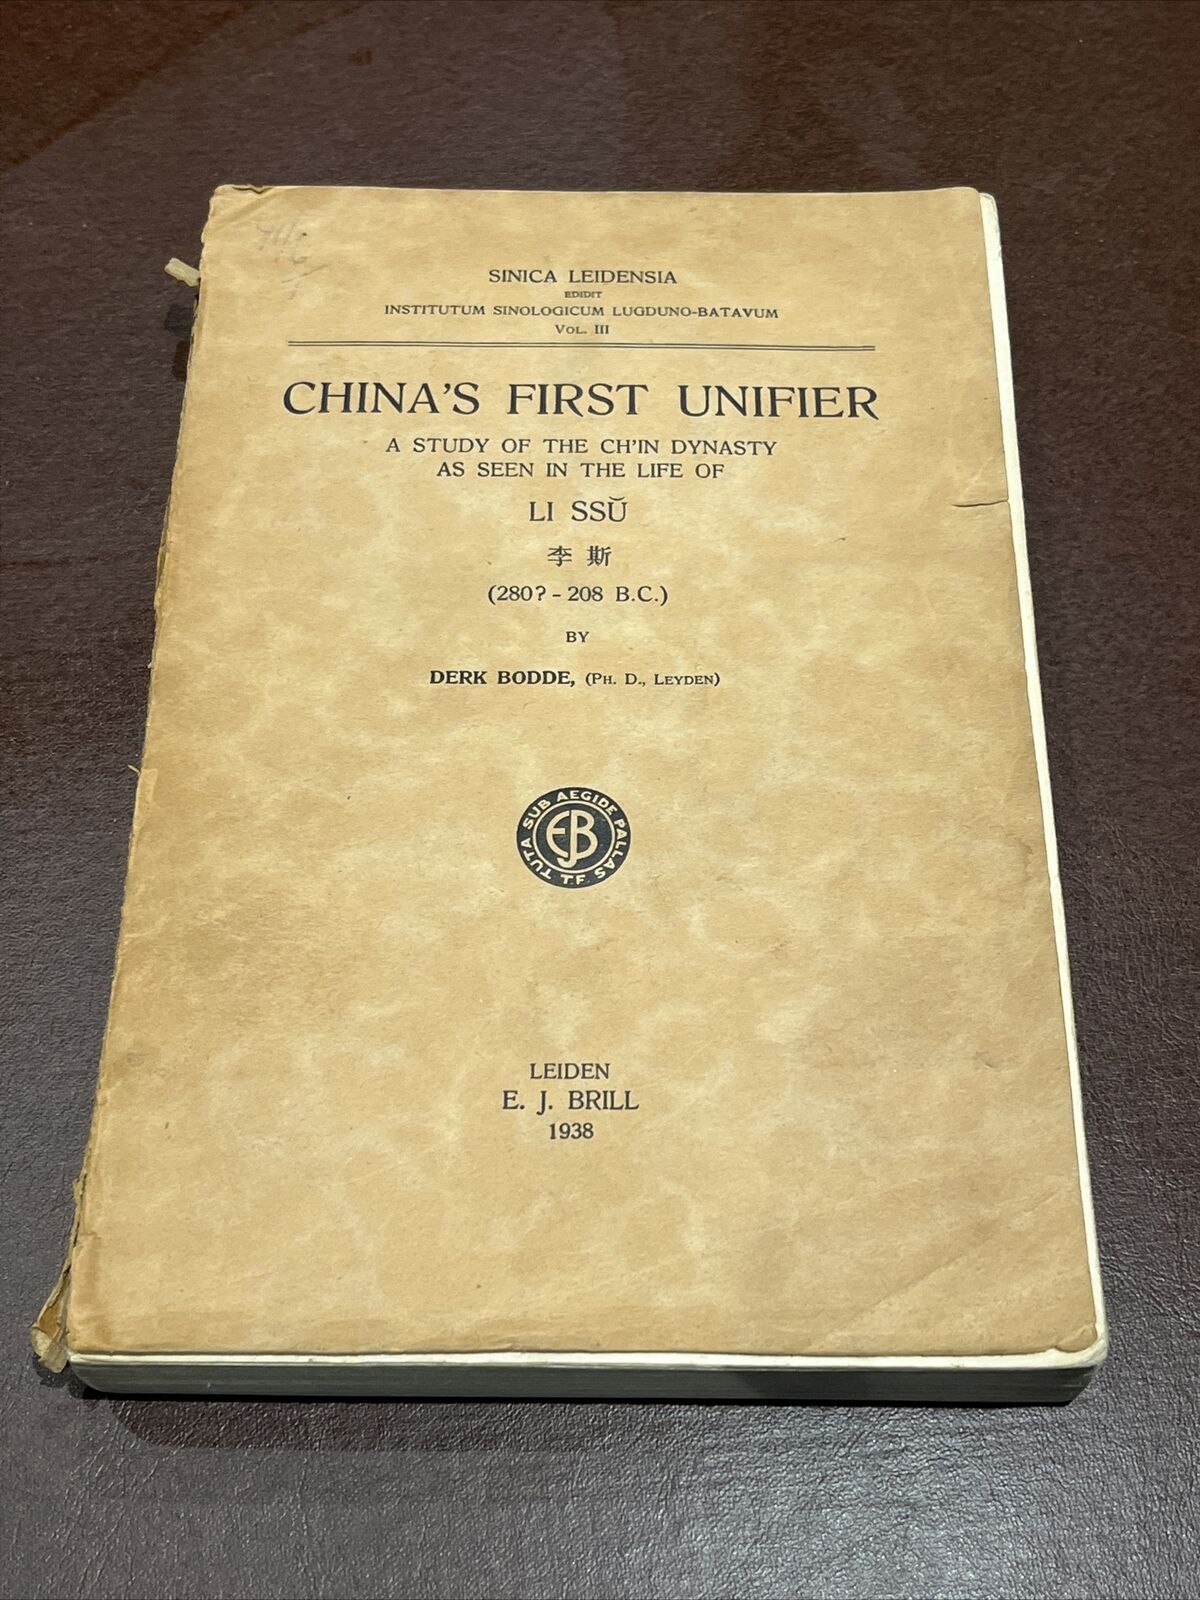 SINICA LEIDENSIA
EDIDIT
INSTITUTUM SINOLOGICUM LUGDUNO-BATAVUM
VOL. III
CHINA'S FIRST UNIFIER
A STUDY OF THE CH'IN DYNASTY
AS SEEN IN THE LIFE OF
LI SSŬ
李 斯
(280? - 208 B.C.)
BY
DERK BODDE, (PH. D., LEYDEN)
TUTA SUB AEGIDE PALLAS
EJB
LEIDEN
E. J. BRILL
1938